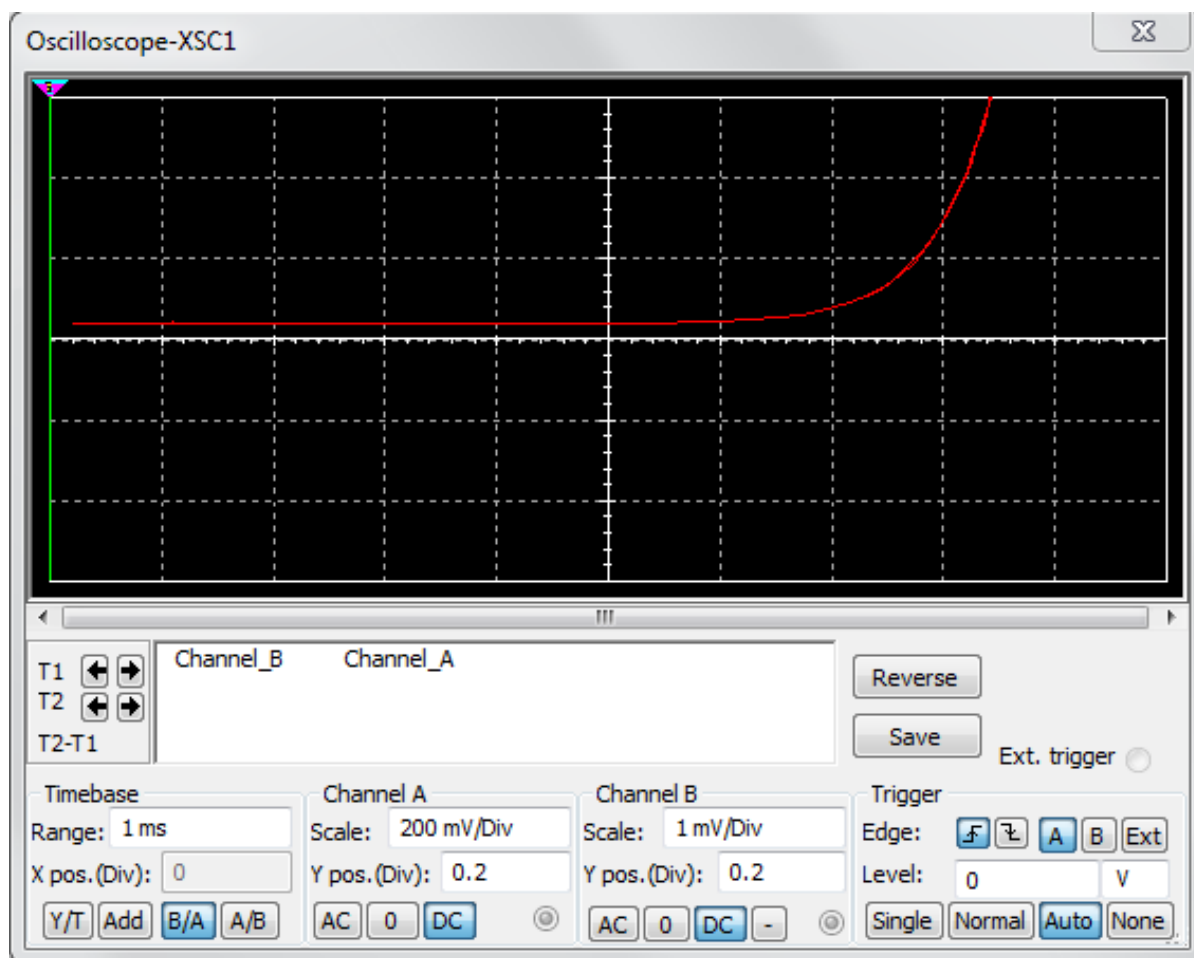 Oscilloscope-XSC1
T1
T2
T2-T1
Channel_B Channel_A
Reverse
Save
Ext. trigger
Timebase
Range: 1 ms
X pos.(Div): 0
Y/T Add B/A A/B
Channel A
Scale: 200 mV/Div
Y pos.(Div): 0.2
AC 0 DC
Channel B
Scale: 1 mV/Div
Y pos.(Div): 0.2
AC 0 DC -
Trigger
Edge: A B Ext
Level: 0 V
Single Normal Auto None